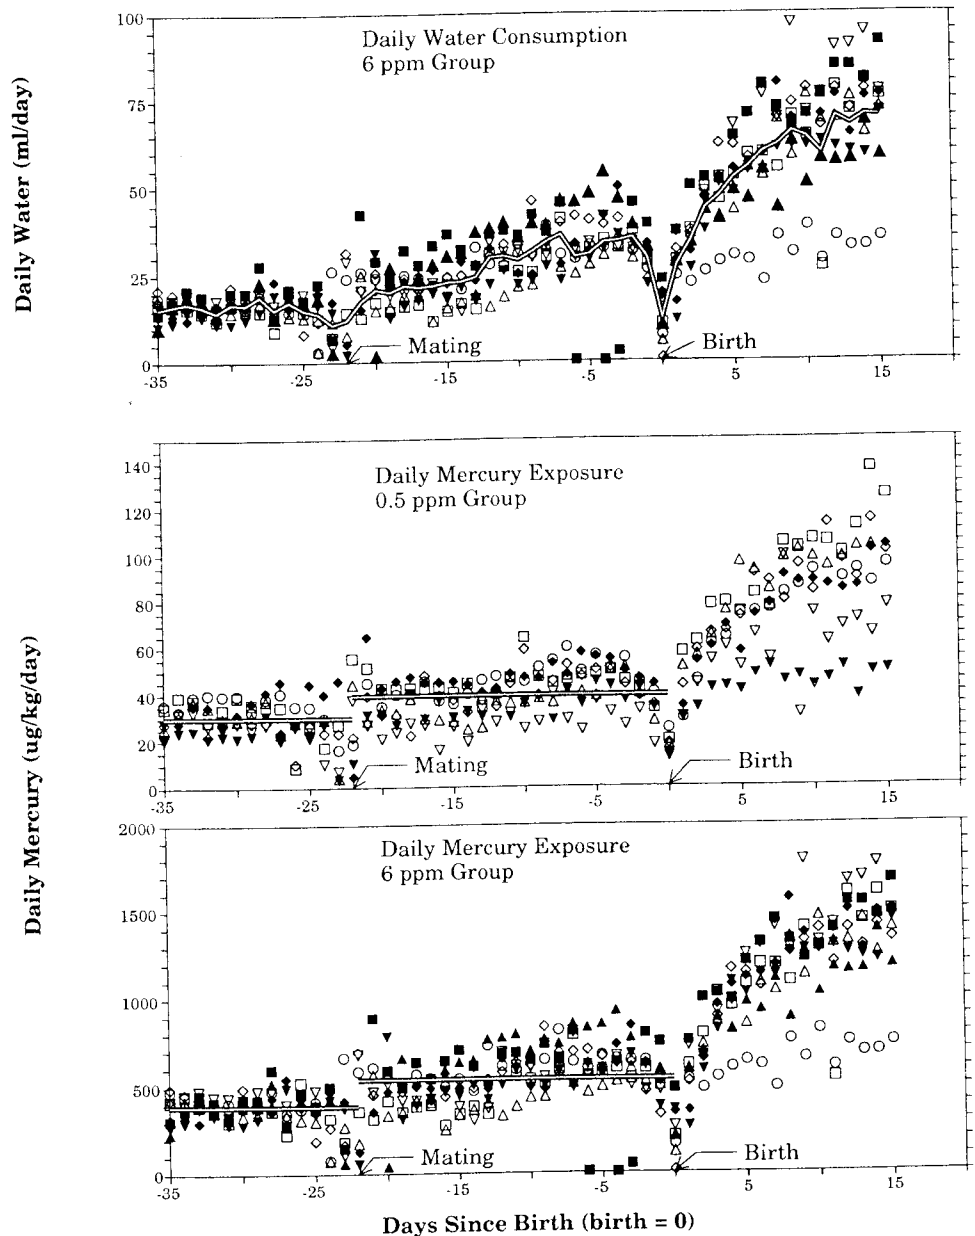 Daily Water (ml/day)
100
75
50
25
0
Daily Water Consumption
6 ppm Group
Mating
Birth
-35
-25
-15
-5
5
15
Daily Mercury (ug/kg/day)
140
120
100
80
60
40
20
0
Daily Mercury Exposure
0.5 ppm Group
Mating
Birth
-35
-25
-15
-5
5
15
2000
1500
1000
500
0
Daily Mercury Exposure
6 ppm Group
Mating
Birth
-35
-25
-15
-5
5
15
Days Since Birth (birth = 0)